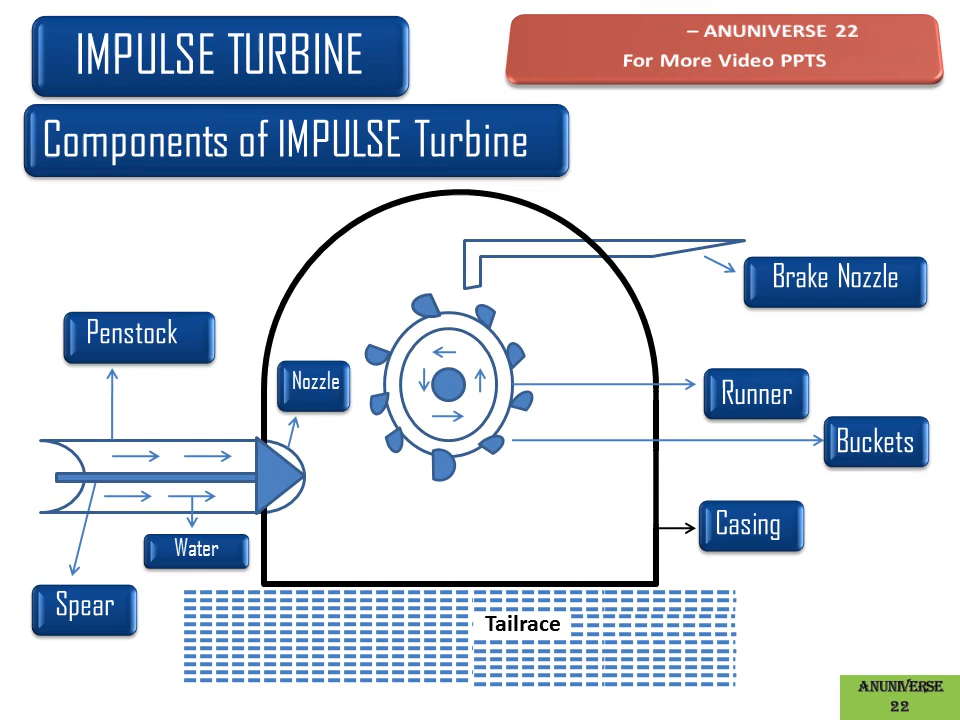 IMPULSE TURBINE
– ANUNIVERSE 22
For More Video PPTS
Components of IMPULSE Turbine
Brake Nozzle
Penstock
Nozzle
Runner
Buckets
Casing
Water
Spear
Tailrace
ANUNIVERSE
22